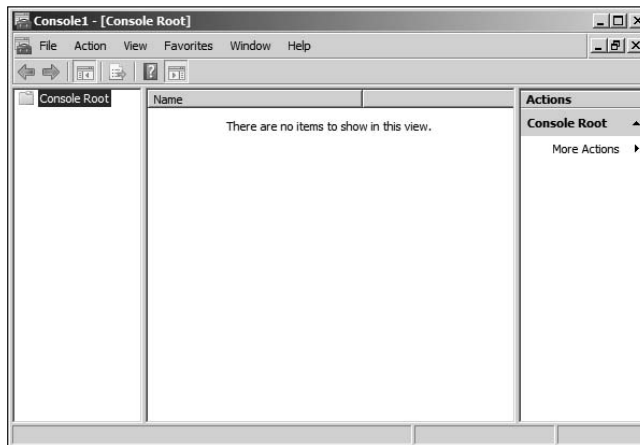 Console1 - [Console Root]
File Action View Favorites Window Help
Console Root
Name
There are no items to show in this view.
Actions
Console Root
More Actions